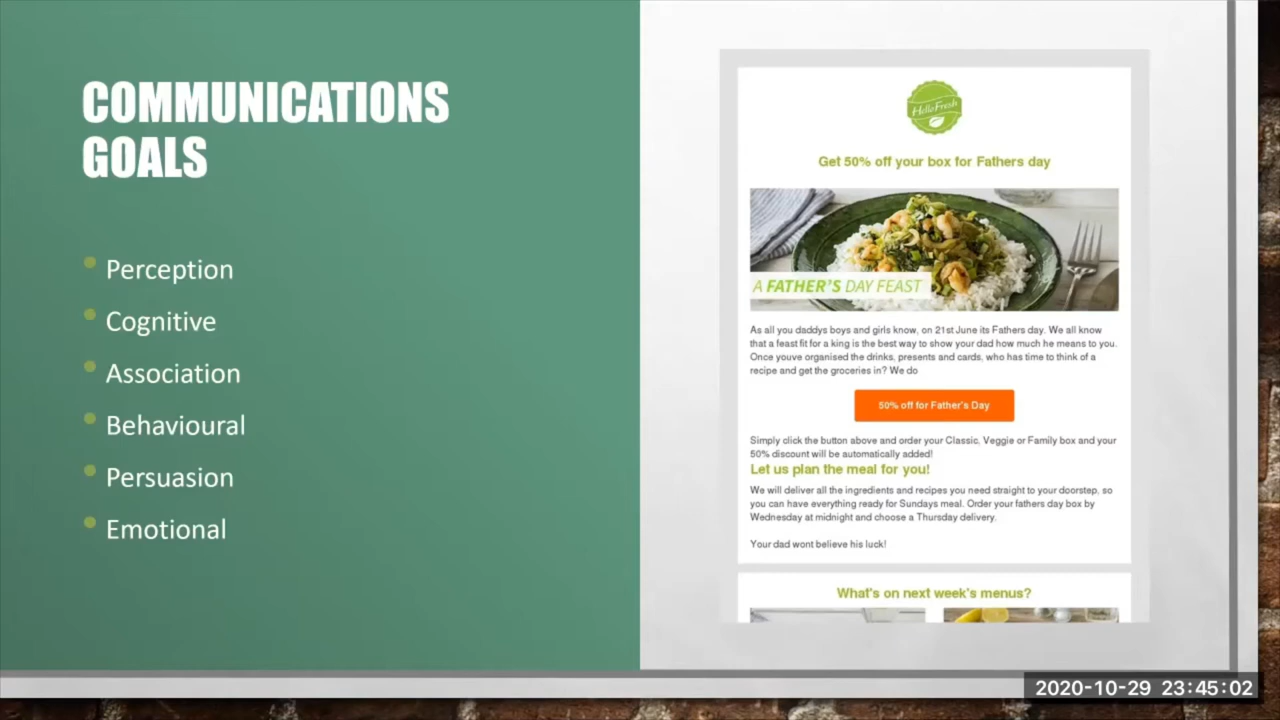 COMMUNICATIONS
GOALS
Perception
Cognitive
Association
Behavioural
Persuasion
Emotional
HelloFresh
Get 50% off your box for Fathers day
A FATHER'S DAY FEAST
As all you daddys boys and girls know, on 21st June its Fathers day. We all know
that a feast fit for a king is the best way to show your dad how much he means to you.
Once youve organised the drinks, presents and cards, who has time to think of a
recipe and get the groceries in? We do
50% off for Father's Day
Simply click the button above and order your Classic, Veggie or Family box and your
50% discount will be automatically added!
Let us plan the meal for you!
We will deliver all the ingredients and recipes you need straight to your doorstep, so
you can have everything ready for Sundays meal. Order your fathers day box by
Wednesday at midnight and choose a Thursday delivery.
Your dad wont believe his luck!
What's on next week's menus?
2020-10-29 23:45:02